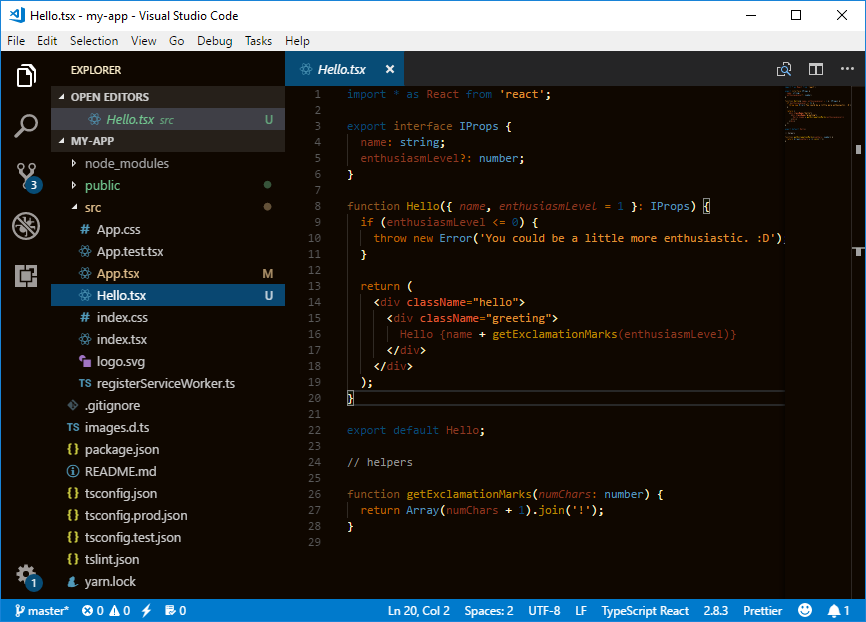 Hello.tsx - my-app - Visual Studio Code
File Edit Selection View Go Debug Tasks Help
EXPLORER
OPEN EDITORS
Hello.tsx src U
MY-APP
node_modules
public
src
# App.css
App.test.tsx
App.tsx M
Hello.tsx U
# index.css
index.tsx
logo.svg
TS registerServiceWorker.ts
.gitignore
TS images.d.ts
{} package.json
README.md
{} tsconfig.json
{} tsconfig.prod.json
{} tsconfig.test.json
{} tslint.json
yarn.lock
3
1
Hello.tsx ×
1 import * as React from 'react';
2
3 export interface IProps {
4   name: string;
5   enthusiasmLevel?: number;
6 }
7
8 function Hello({ name, enthusiasmLevel = 1 }: IProps) {
9   if (enthusiasmLevel <= 0) {
10     throw new Error('You could be a little more enthusiastic. :D');
11   }
12
13   return (
14     <div className="hello">
15       <div className="greeting">
16         Hello {name + getExclamationMarks(enthusiasmLevel)}
17       </div>
18     </div>
19   );
20 }
21
22 export default Hello;
23
24 // helpers
25
26 function getExclamationMarks(numChars: number) {
27   return Array(numChars + 1).join('!');
28 }
29
master* 0 0 0 Ln 20, Col 2 Spaces: 2 UTF-8 LF TypeScript React 2.8.3 Prettier 1